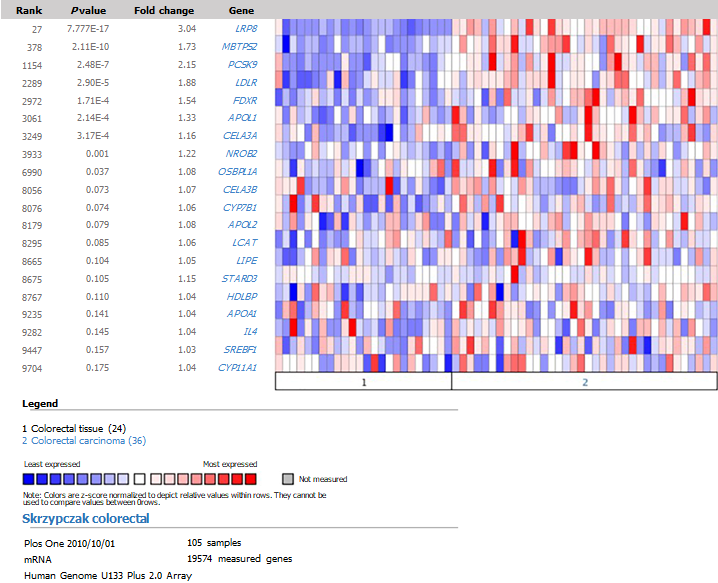 Rank Pvalue Fold change Gene
27 7.777E-17 3.04 LRP8
378 2.11E-10 1.73 MBTPS2
1154 2.48E-7 2.15 PCSK9
2289 2.90E-5 1.88 LDLR
2972 1.71E-4 1.54 FDXR
3061 2.14E-4 1.33 APOL1
3249 3.17E-4 1.16 CELA3A
3933 0.001 1.22 NROB2
6990 0.037 1.08 OSBPL1A
8056 0.073 1.07 CELA3B
8076 0.074 1.06 CYP7B1
8179 0.079 1.08 APOL2
8295 0.085 1.06 LCAT
8665 0.104 1.05 LIPE
8675 0.105 1.15 STARD3
8767 0.110 1.04 HDLBP
9235 0.141 1.04 APOA1
9282 0.145 1.04 IL4
9447 0.157 1.03 SREBF1
9704 0.175 1.04 CYP11A1
1 2
Legend
1 Colorectal tissue (24)
2 Colorectal carcinoma (36)
Least expressed Most expressed
Not measured
Note: Colors are z-score normalized to depict relative values within rows. They cannot be
used to compare values between 0rows.
Skrzypczak colorectal
Plos One 2010/10/01 105 samples
mRNA 19574 measured genes
Human Genome U133 Plus 2.0 Array